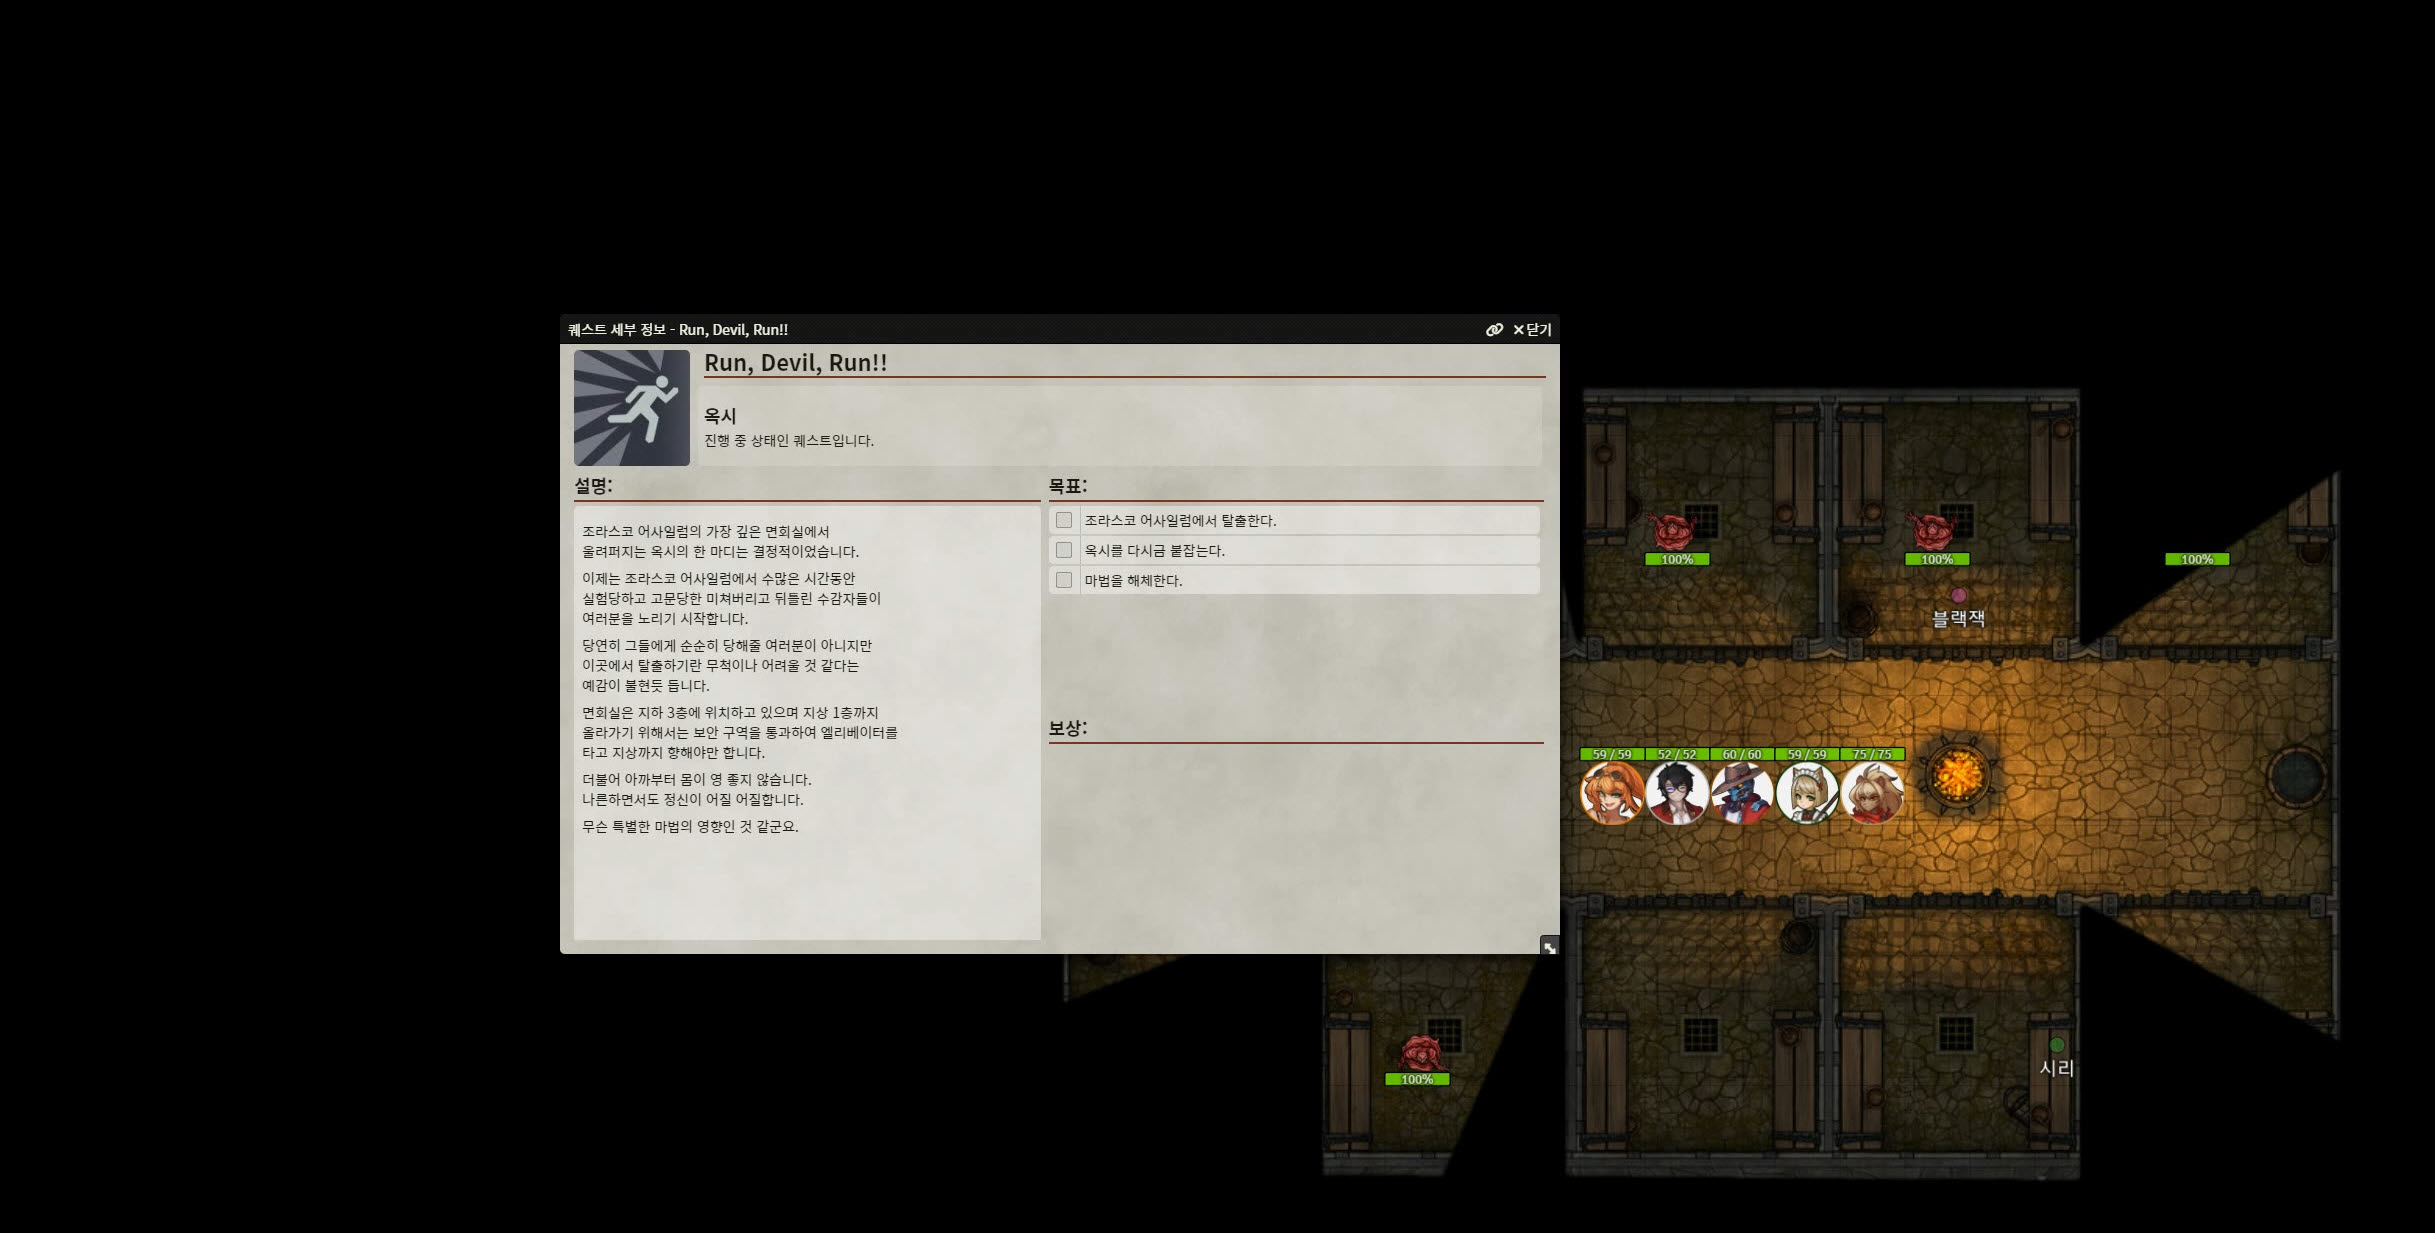 퀘스트 세부 정보 - Run, Devil, Run!!
닫기
Run, Devil, Run!!
옥시
진행 중 상태인 퀘스트입니다.
설명:
조라스코 어사일럼의 가장 깊은 면회실에서
울려퍼지는 옥시의 한 마디는 결정적이었습니다.
이제는 조라스코 어사일럼에서 수많은 시간동안
실험당하고 고문당한 미쳐버리고 뒤틀린 수감자들이
여러분을 노리기 시작합니다.
당연히 그들에게 순순히 당해줄 여러분이 아니지만
이곳에서 탈출하기란 무척이나 어려울 것 같다는
예감이 불현듯 듭니다.
면회실은 지하 3층에 위치하고 있으며 지상 1층까지
올라가기 위해서는 보안 구역을 통과하여 엘리베이터를
타고 지상까지 향해야만 합니다.
더불어 아까부터 몸이 영 좋지 않습니다.
나른하면서도 정신이 어질 어질합니다.
무슨 특별한 마법의 영향인 것 같군요.
목표:
조라스코 어사일럼에서 탈출한다.
옥시를 다시금 붙잡는다.
마법을 해체한다.
보상:
100%
100%
100%
블랙잭
59 / 59
52 / 52
60 / 60
59 / 59
75 / 75
시리
100%